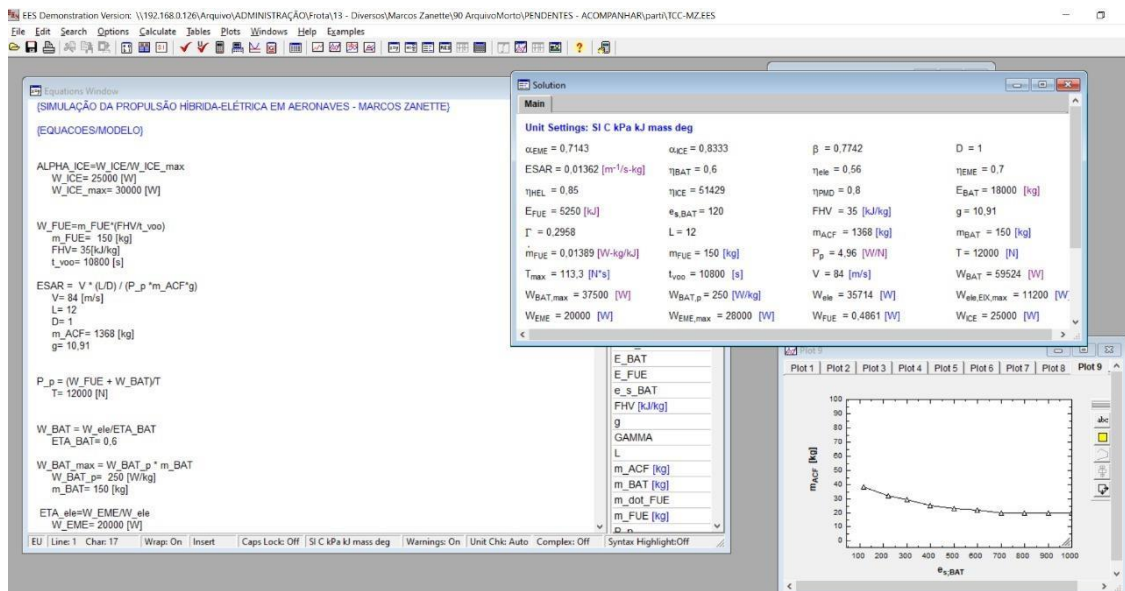 EES Demonstration Version: \\192.168.0.126\Arquivo\ADMINISTRAÇÃO\Frota\13 - Diversos\Marcos Zanette\90 ArquivoMorto\PENDENTES - ACOMPANHAR\parti\TCC-MZ.EES
File Edit Search Options Calculate Tables Plots Windows Help Examples
Equations Window
{SIMULAÇÃO DA PROPULSÃO HÍBRIDA-ELÉTRICA EM AERONAVES - MARCOS ZANETTE}
{EQUACOES/MODELO}
ALPHA_ICE=W_ICE/W_ICE_max
W_ICE= 25000 [W]
W_ICE_max= 30000 [W]
W_FUE=m_FUE*(FHV/t_voo)
m_FUE= 150 [kg]
FHV= 35[kJ/kg]
t_voo= 10800 [s]
ESAR = V * (L/D) / (P_p *m_ACF*g)
V= 84 [m/s]
L= 12
D= 1
m_ACF= 1368 [kg]
g= 10,91
P_p = (W_FUE + W_BAT)/T
T= 12000 [N]
W_BAT = W_ele/ETA_BAT
ETA_BAT= 0,6
W_BAT_max = W_BAT_p * m_BAT
W_BAT_p= 250 [W/kg]
m_BAT= 150 [kg]
ETA_ele=W_EME/W_ele
W_EME= 20000 [W]
EU Line: 1 Char: 17 Wrap: On Insert Caps Lock: Off SI C kPa kJ mass deg Warnings: On Unit Chk: Auto Complex: Off Syntax Highlight:Off
Solution
Main
Unit Settings: SI C kPa kJ mass deg
αEME = 0,7143 αICE = 0,8333 β = 0,7742 D = 1
ESAR = 0,01362 [m⁻¹/s-kg] ηBAT = 0,6 ηele = 0,56 ηEME = 0,7
ηHEL = 0,85 ηICE = 51429 ηPMD = 0,8 EBAT = 18000 [kg]
EFUE = 5250 [kJ] es,BAT = 120 FHV = 35 [kJ/kg] g = 10,91
Γ = 0,2958 L = 12 mACF = 1368 [kg] mBAT = 150 [kg]
ṁFUE = 0,01389 [W-kg/kJ] mFUE = 150 [kg] Pp = 4,96 [W/N] T = 12000 [N]
Tmax = 113,3 [N*s] tvoo = 10800 [s] V = 84 [m/s] WBAT = 59524 [W]
WBAT,max = 37500 [W] WBAT,p = 250 [W/kg] Wele = 35714 [W] Wele,EIX,max = 11200 [W
WEME = 20000 [W] WEME,max = 28000 [W] WFUE = 0,4861 [W] WICE = 25000 [W]
E_BAT
E_FUE
e_s_BAT
FHV [kJ/kg]
g
GAMMA
L
m_ACF [kg]
m_BAT [kg]
m_dot_FUE
m_FUE [kg]
P_p
Plot 9
Plot 1 Plot 2 Plot 3 Plot 4 Plot 5 Plot 6 Plot 7 Plot 8 Plot 9
abc
100
90
80
70
60
50
40
30
20
10
0
mACF [kg]
100 200 300 400 500 600 700 800 900 1000
es;BAT